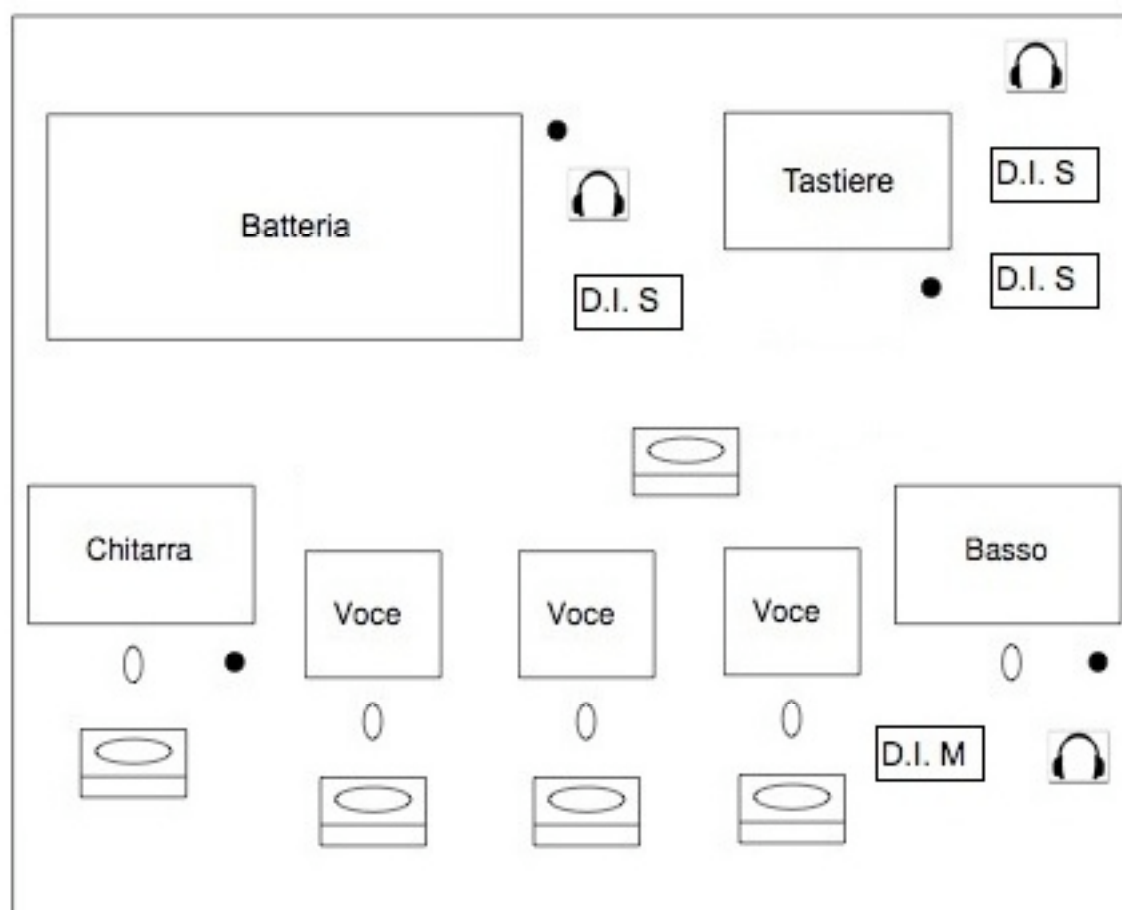 Batteria
D.I. S
Tastiere
D.I. S
D.I. S
Chitarra
Voce
Voce
Voce
Basso
D.I. M